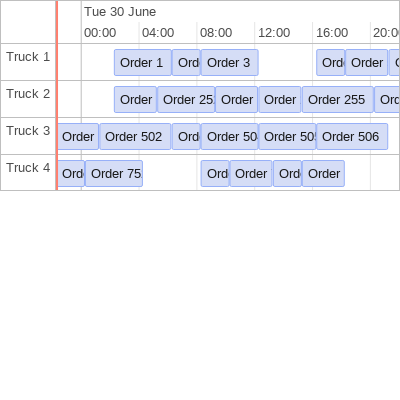 Tue 30 June
00:00 04:00 08:00 12:00 16:00 20:0
Truck 1 Order 1 Ord Order 3 Ord Order
Truck 2 Order Order 25 Order Order Order 255 Ord
Truck 3 Order Order 502 Ord Order 50 Order 505 Order 506
Truck 4 Ord Order 75 Ord Order Ord Order